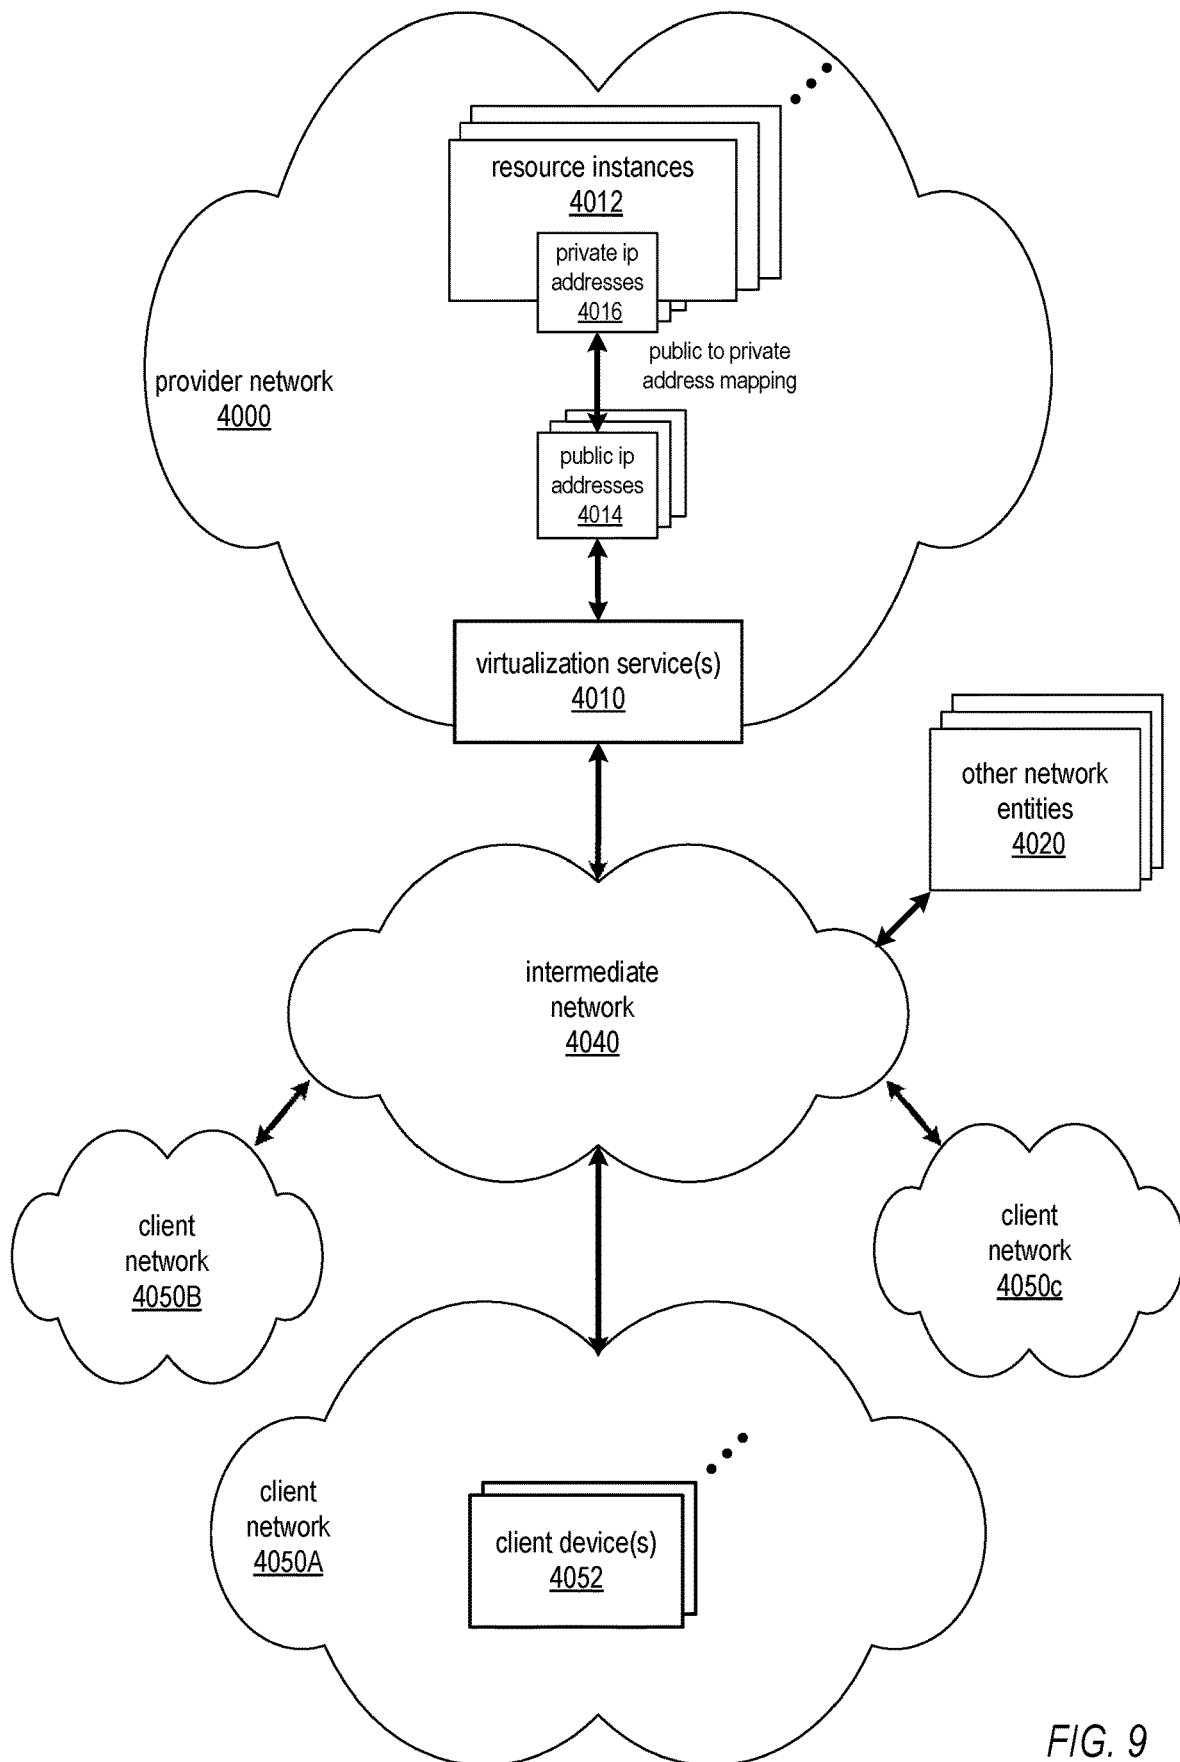 resource instances
4012
private ip
addresses
4016
public to private
address mapping
provider network
4000
public ip
addresses
4014
virtualization service(s)
4010
other network
entities
4020
intermediate
network
4040
client
network
4050B
client
network
4050c
client
network
4050A
client device(s)
4052
FIG. 9